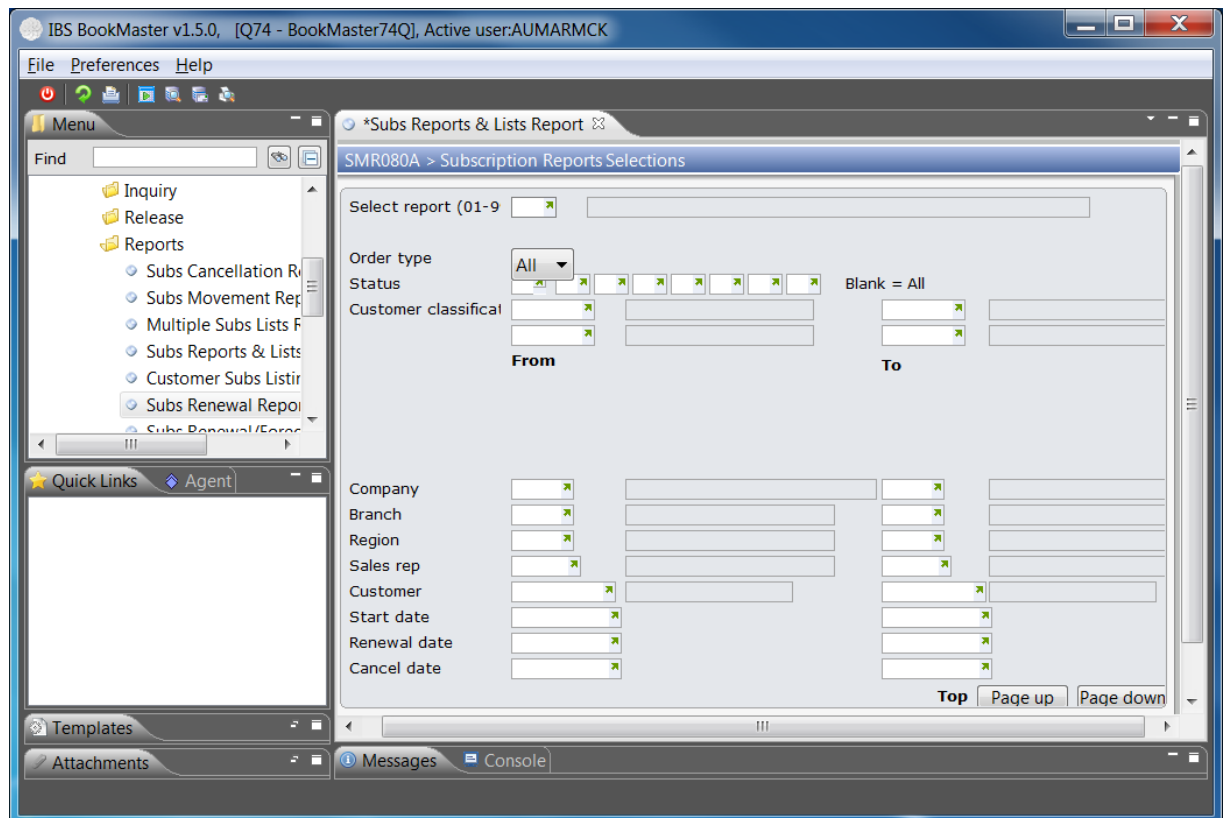 IBS BookMaster v1.5.0, [Q74 - BookMaster74Q], Active user:AUMARMCK
File Preferences Help
Menu
Find
Inquiry
Release
Reports
Subs Cancellation R
Subs Movement Rep
Multiple Subs Lists R
Subs Reports & Lists
Customer Subs Listin
Subs Renewal Repor
Subs Renewal/Forec
Quick Links Agent
Templates
Attachments
*Subs Reports & Lists Report
SMR080A > Subscription Reports Selections
Select report (01-9
Order type All
Status Blank = All
Customer classificat
From To
Company
Branch
Region
Sales rep
Customer
Start date
Renewal date
Cancel date
Top Page up Page down
Messages Console